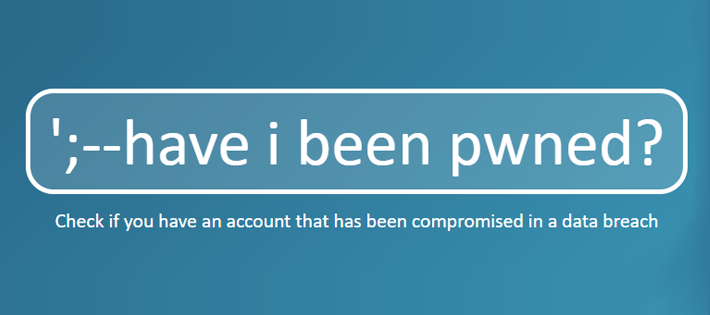 ';--have i been pwned?
Check if you have an account that has been compromised in a data breach